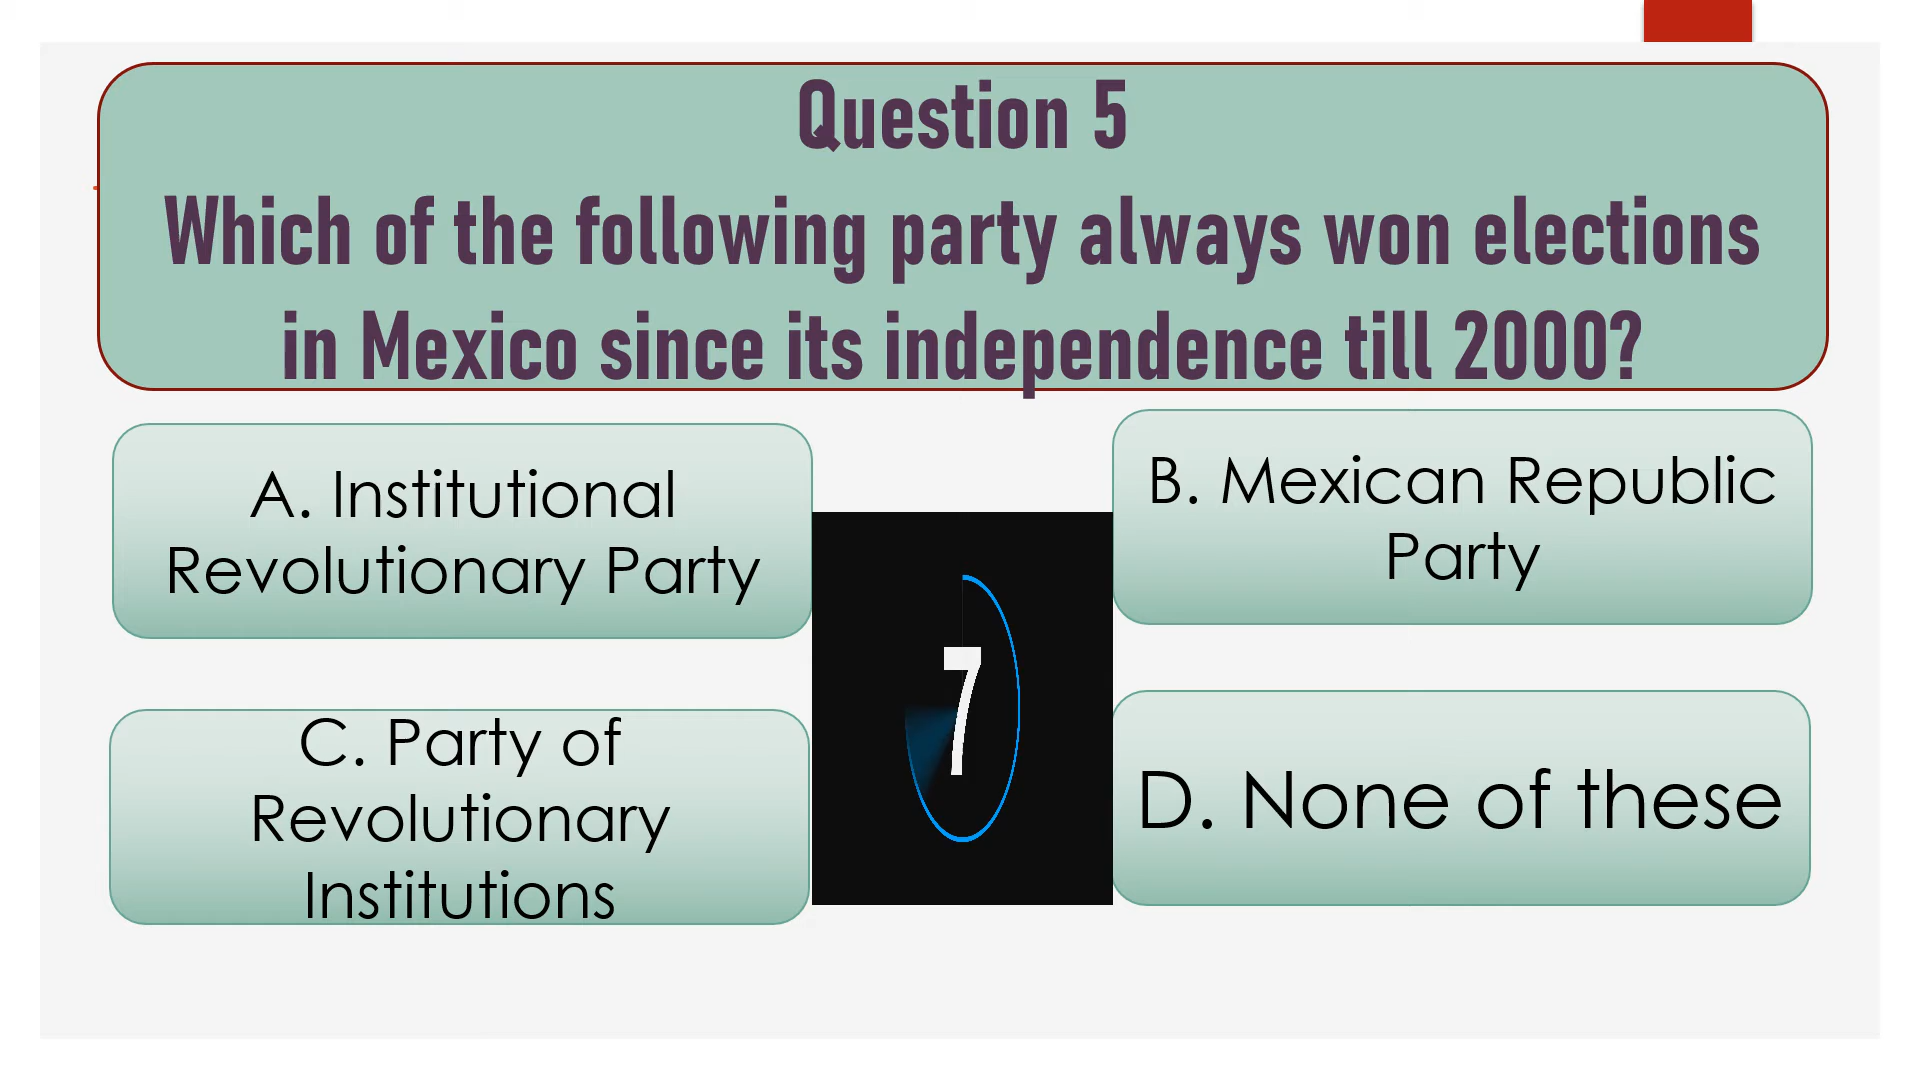 Question 5
Which of the following party always won elections
in Mexico since its independence till 2000?
A. Institutional
Revolutionary Party
B. Mexican Republic
Party
7
C. Party of
Revolutionary
Institutions
D. None of these